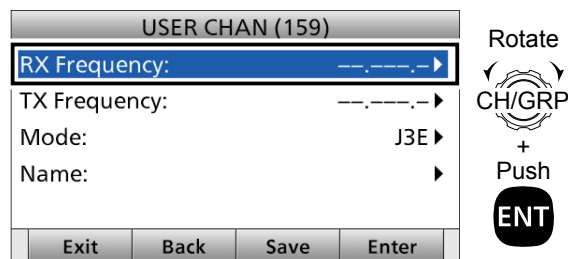 USER CHAN (159)
RX Frequency: ––.–––.–
TX Frequency: ––.–––.–
Mode: J3E
Name:
Exit Back Save Enter
Rotate
CH/GRP
+
Push
ENT